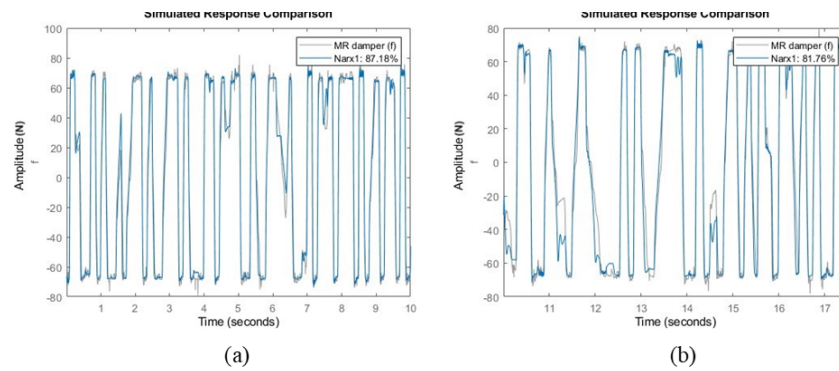 Simulated Response Comparison
100
80
60
40
20
0
-20
-40
-60
-80
Amplitude (N)
f
MR damper (f)
Narx1: 87.18%
1 2 3 4 5 6 7 8 9 10
Time (seconds)
(a)
Simulated Response Comparison
80
60
40
20
0
-20
-40
-60
-80
Amplitude (N)
f
MR damper (f)
Narx1: 81.76%
11 12 13 14 15 16 17
Time (seconds)
(b)